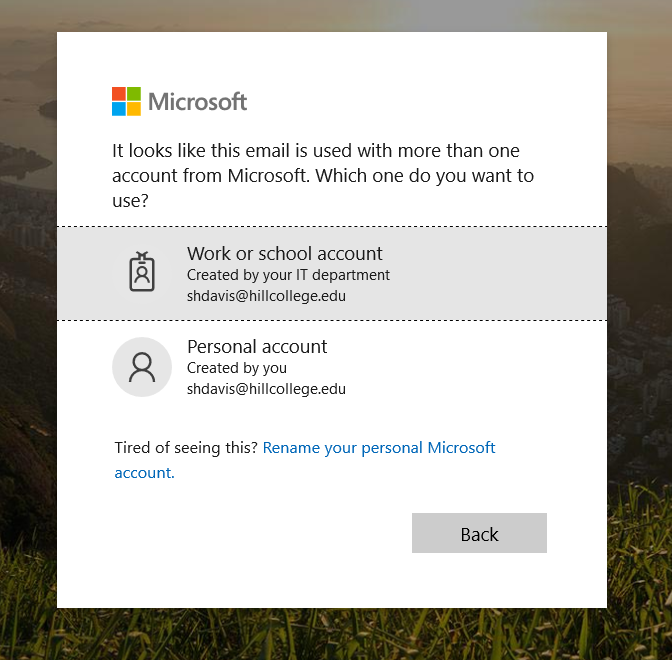 Microsoft
It looks like this email is used with more than one
account from Microsoft. Which one do you want to
use?
Work or school account
Created by your IT department
shdavis@hillcollege.edu
Personal account
Created by you
shdavis@hillcollege.edu
Tired of seeing this? Rename your personal Microsoft
account.
Back